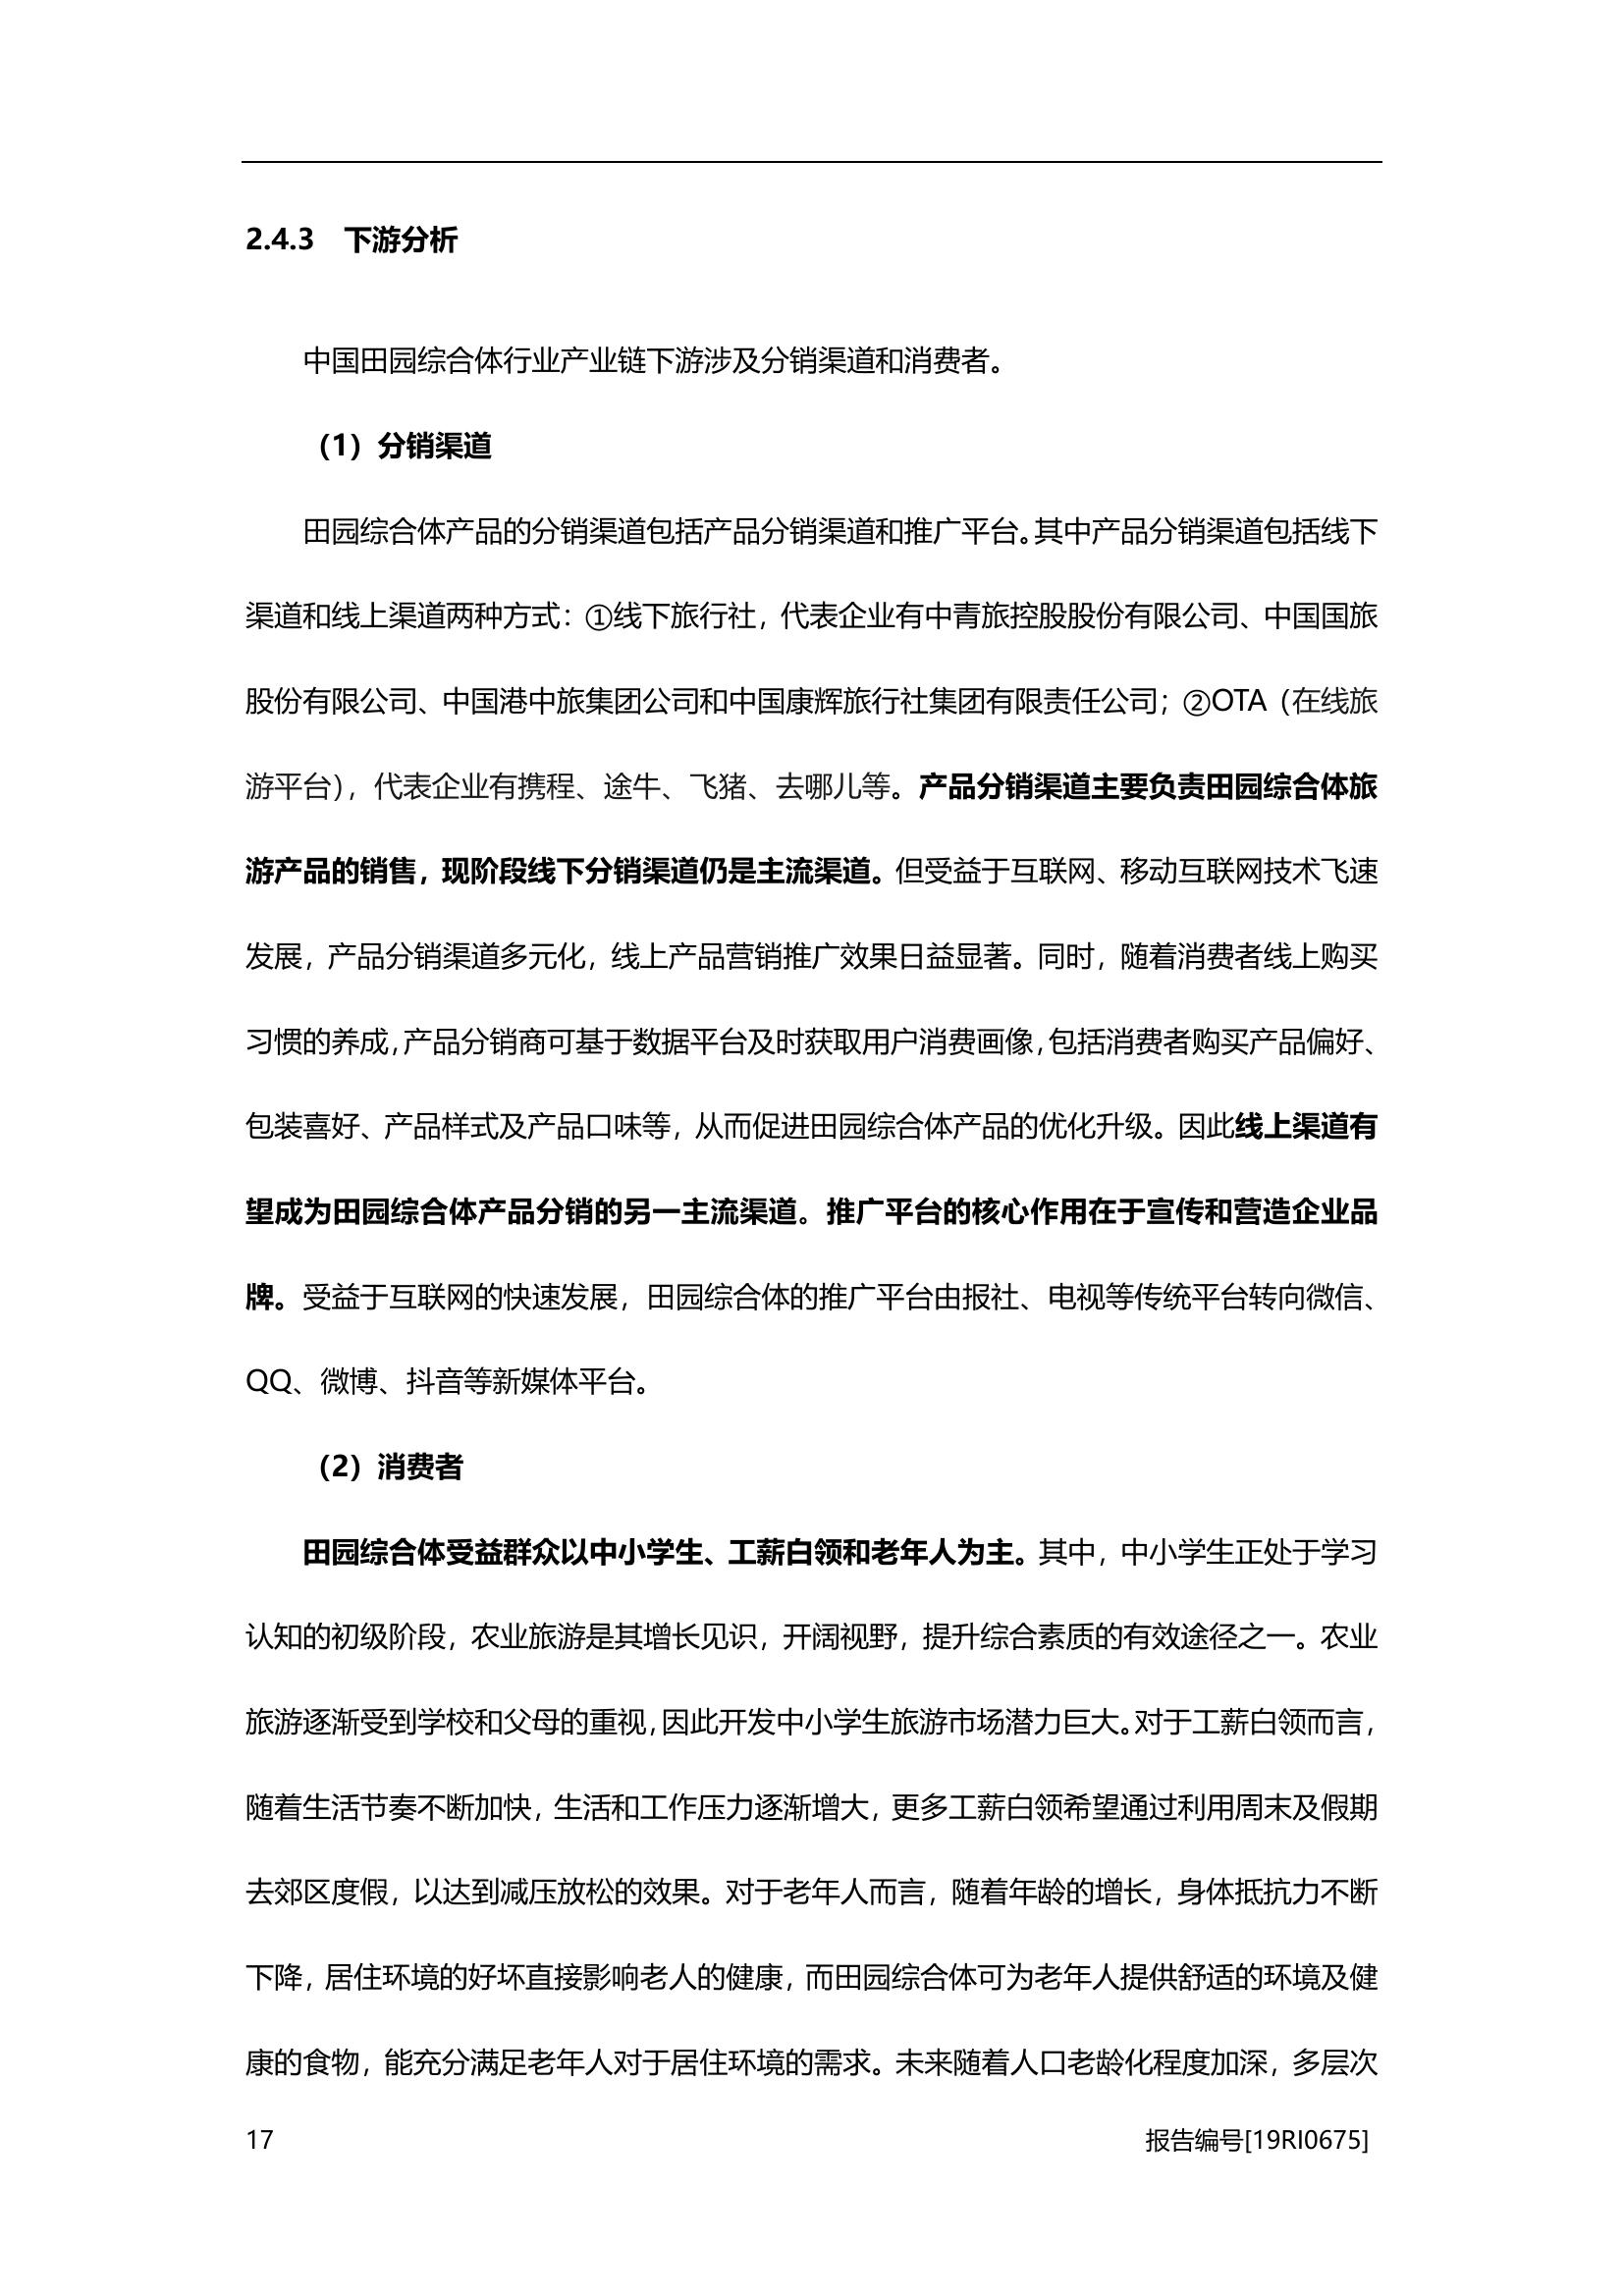 2.4.3 下游分析
中国田园综合体行业产业链下游涉及分销渠道和消费者。
（1）分销渠道
田园综合体产品的分销渠道包括产品分销渠道和推广平台。其中产品分销渠道包括线下
渠道和线上渠道两种方式：①线下旅行社，代表企业有中青旅控股股份有限公司、中国国旅
股份有限公司、中国港中旅集团公司和中国康辉旅行社集团有限责任公司；②OTA（在线旅
游平台），代表企业有携程、途牛、飞猪、去哪儿等。产品分销渠道主要负责田园综合体旅
游产品的销售，现阶段线下分销渠道仍是主流渠道。但受益于互联网、移动互联网技术飞速
发展，产品分销渠道多元化，线上产品营销推广效果日益显著。同时，随着消费者线上购买
习惯的养成，产品分销商可基于数据平台及时获取用户消费画像，包括消费者购买产品偏好、
包装喜好、产品样式及产品口味等，从而促进田园综合体产品的优化升级。因此线上渠道有
望成为田园综合体产品分销的另一主流渠道。推广平台的核心作用在于宣传和营造企业品
牌。受益于互联网的快速发展，田园综合体的推广平台由报社、电视等传统平台转向微信、
QQ、微博、抖音等新媒体平台。
（2）消费者
田园综合体受益群众以中小学生、工薪白领和老年人为主。其中，中小学生正处于学习
认知的初级阶段，农业旅游是其增长见识，开阔视野，提升综合素质的有效途径之一。农业
旅游逐渐受到学校和父母的重视，因此开发中小学生旅游市场潜力巨大。对于工薪白领而言，
随着生活节奏不断加快，生活和工作压力逐渐增大，更多工薪白领希望通过利用周末及假期
去郊区度假，以达到减压放松的效果。对于老年人而言，随着年龄的增长，身体抵抗力不断
下降，居住环境的好坏直接影响老人的健康，而田园综合体可为老年人提供舒适的环境及健
康的食物，能充分满足老年人对于居住环境的需求。未来随着人口老龄化程度加深，多层次
17 报告编号[19RI0675]